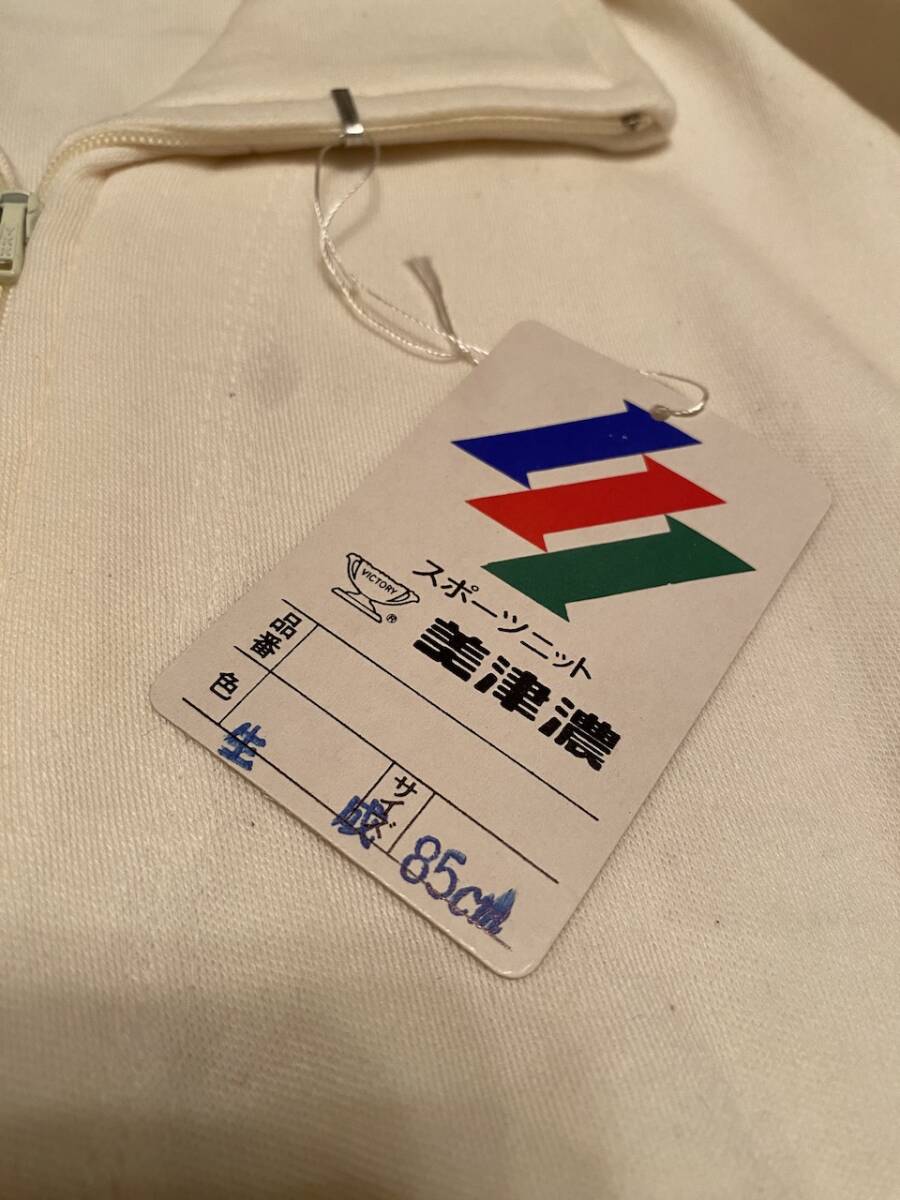 VICTORY
®
スポーツニット
美津濃
品番
色
生成
サイズ
85cm